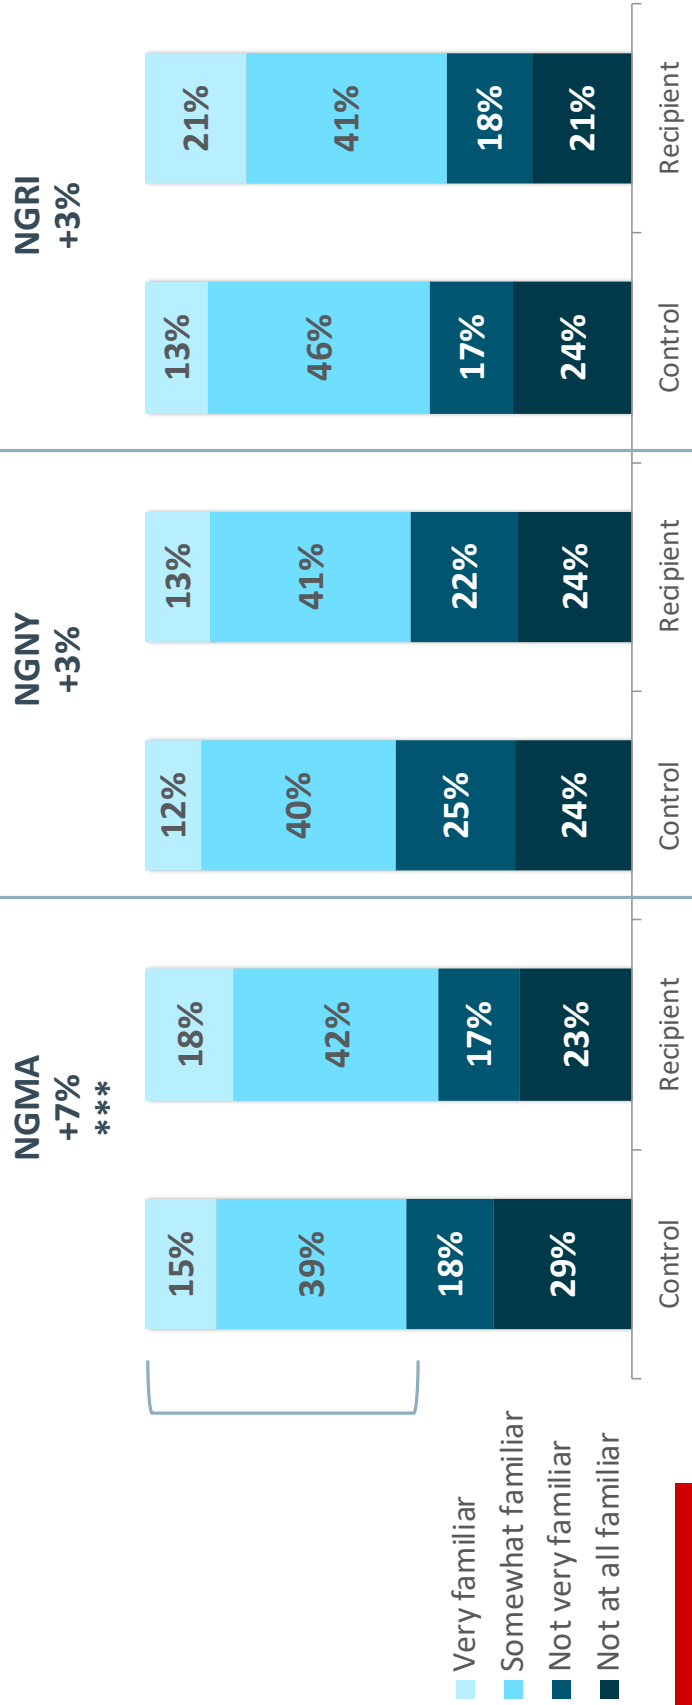 NGMA
+7%
***
NGNY
+3%
NGRI
+3%
15%
39%
18%
29%
Control
18%
42%
17%
23%
Recipient
12%
40%
25%
24%
Control
13%
41%
22%
24%
Recipient
13%
46%
17%
24%
Control
21%
41%
18%
21%
Recipient
Very familiar
Somewhat familiar
Not very familiar
Not at all familiar